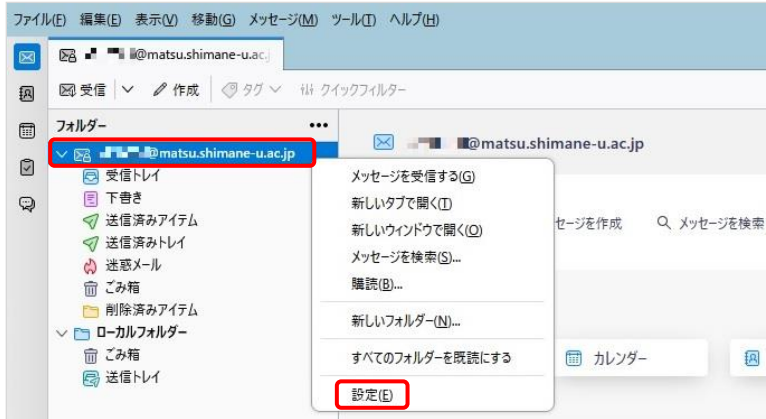 ファイル(F) 編集(E) 表示(V) 移動(G) メッセージ(M) ツール(T) ヘルプ(H)
@matsu.shimane-u.ac.j
受信 作成 タグ クイックフィルター
フォルダー
@matsu.shimane-u.ac.jp
受信トレイ
下書き
送信済みアイテム
送信済みトレイ
迷惑メール
ごみ箱
削除済みアイテム
ローカルフォルダー
ごみ箱
送信トレイ
@matsu.shimane-u.ac.jp
メッセージを受信する(G)
新しいタブで開く(T)
新しいウィンドウで開く(O)
メッセージを検索(S)...
購読(B)...
新しいフォルダー(N)...
すべてのフォルダーを既読にする
設定(E)
セージを作成 メッセージを検索
カレンダー